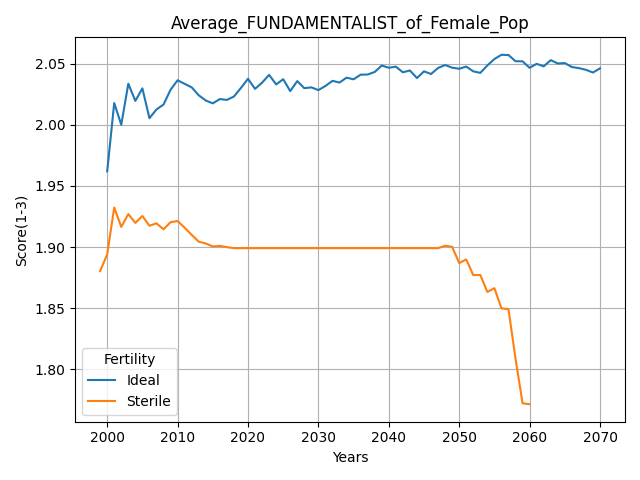 Average_FUNDAMENTALIST_of_Female_Pop
Score(1-3)
2.05
2.00
1.95
1.90
1.85
1.80
Fertility
Ideal
Sterile
2000 2010 2020 2030 2040 2050 2060 2070
Years